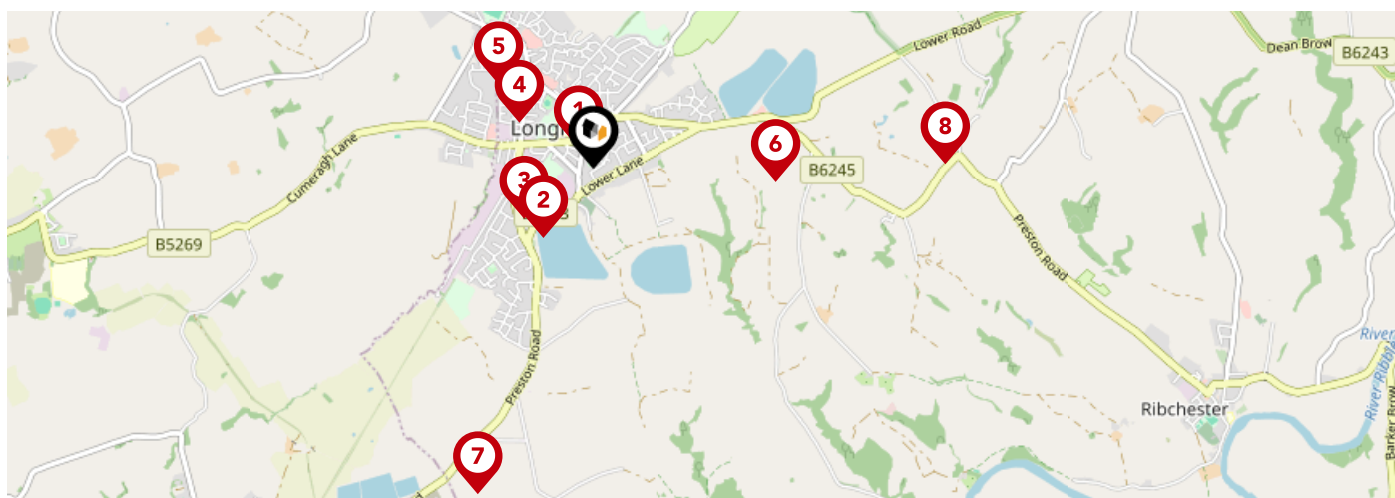 Lower Road
Dean Brow
B6243
5
4
1
8
6
B6245
Cumeragh Lane
Lower Lane
3
2
B5269
Preston Road
Preston Road
River Ribble
Ribchester
Barker Brow
7